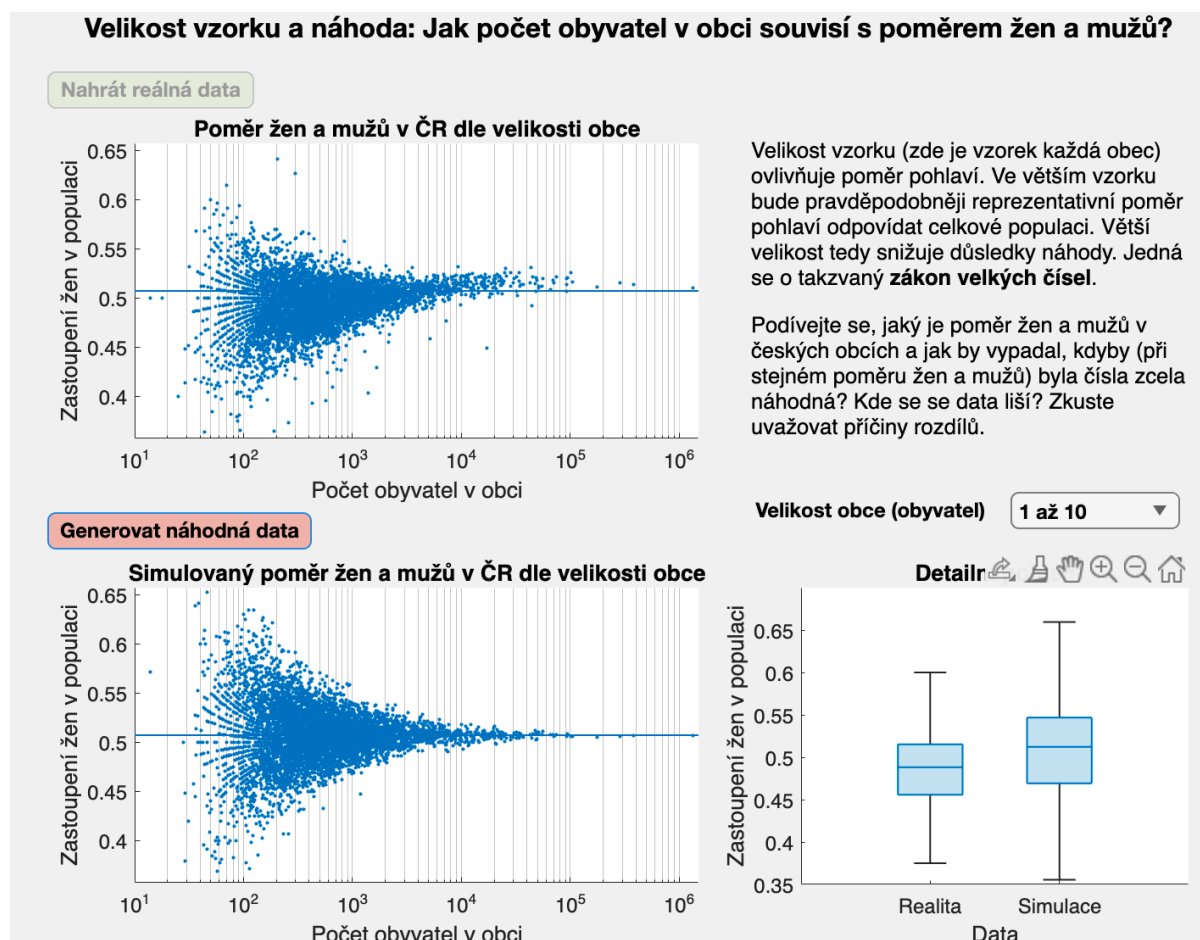 Velikost vzorku a náhoda: Jak počet obyvatel v obci souvisí s poměrem žen a mužů?
Nahrát reálná data
Poměr žen a mužů v ČR dle velikosti obce
Zastoupení žen v populaci
0.65
0.6
0.55
0.5
0.45
0.4
10¹
10²
10³
10⁴
10⁵
10⁶
Počet obyvatel v obci
Velikost vzorku (zde je vzorek každá obec)
ovlivňuje poměr pohlaví. Ve větším vzorku
bude pravděpodobněji reprezentativní poměr
pohlaví odpovídat celkové populaci. Větší
velikost tedy snižuje důsledky náhody. Jedná
se o takzvaný zákon velkých čísel.
Podívejte se, jaký je poměr žen a mužů v
českých obcích a jak by vypadal, kdyby (při
stejném poměru žen a mužů) byla čísla zcela
náhodná? Kde se se data liší? Zkuste
uvažovat příčiny rozdílů.
Velikost obce (obyvatel)
1 až 10
Generovat náhodná data
Simulovaný poměr žen a mužů v ČR dle velikosti obce
Zastoupení žen v populaci
0.65
0.6
0.55
0.5
0.45
0.4
10¹
10²
10³
10⁴
10⁵
10⁶
Počet obyvatel v obci
Zastoupení žen v populaci
0.65
0.6
0.55
0.5
0.45
0.4
0.35
Realita
Simulace
Data